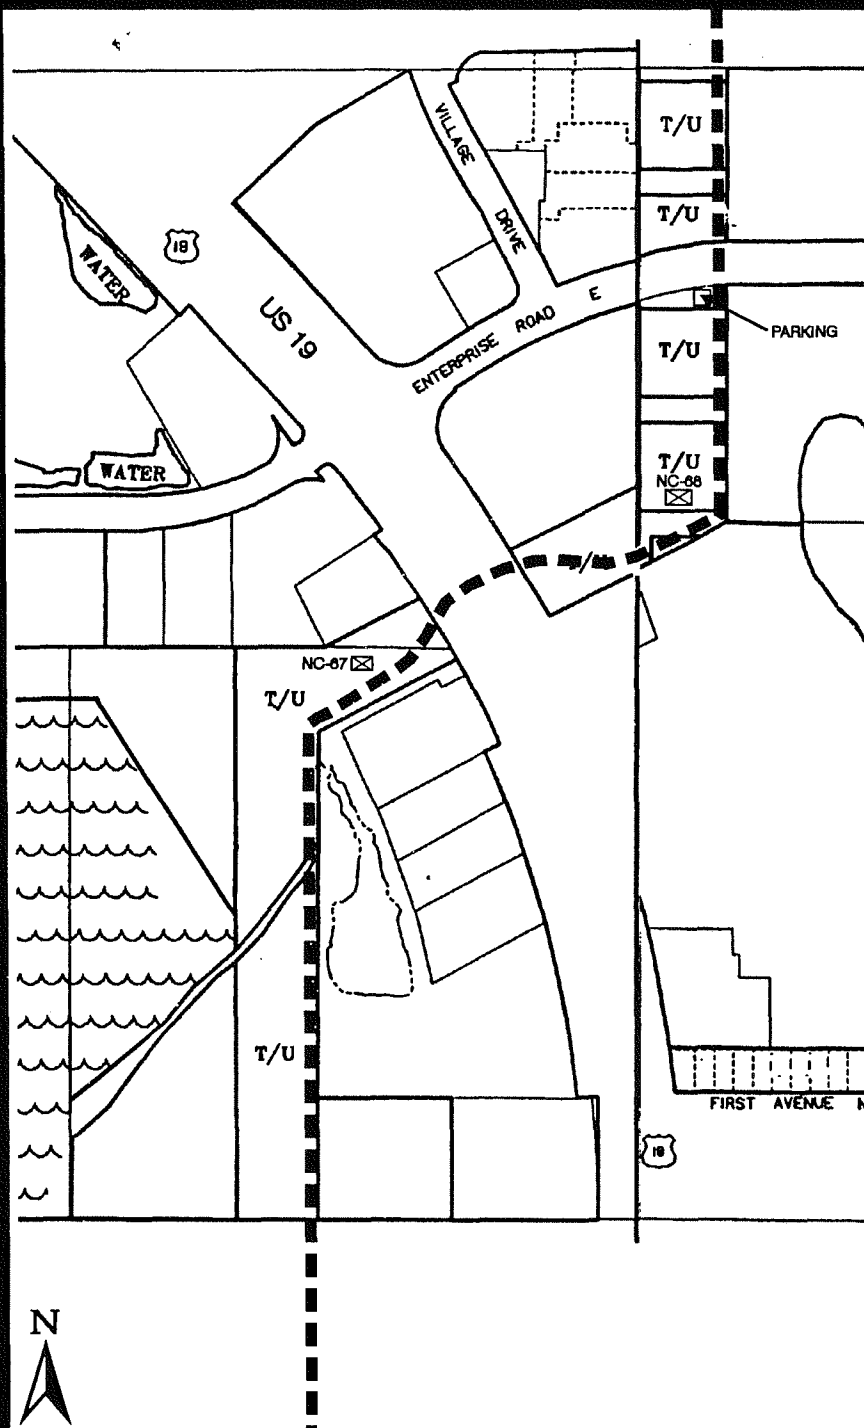 T/U
VILLAGE
DRIVE
T/U
19
WATER
US 19
ENTERPRISE ROAD E
PARKING
T/U
T/U
NC-68
WATER
NC-67
T/U
T/U
FIRST AVENUE
19
N